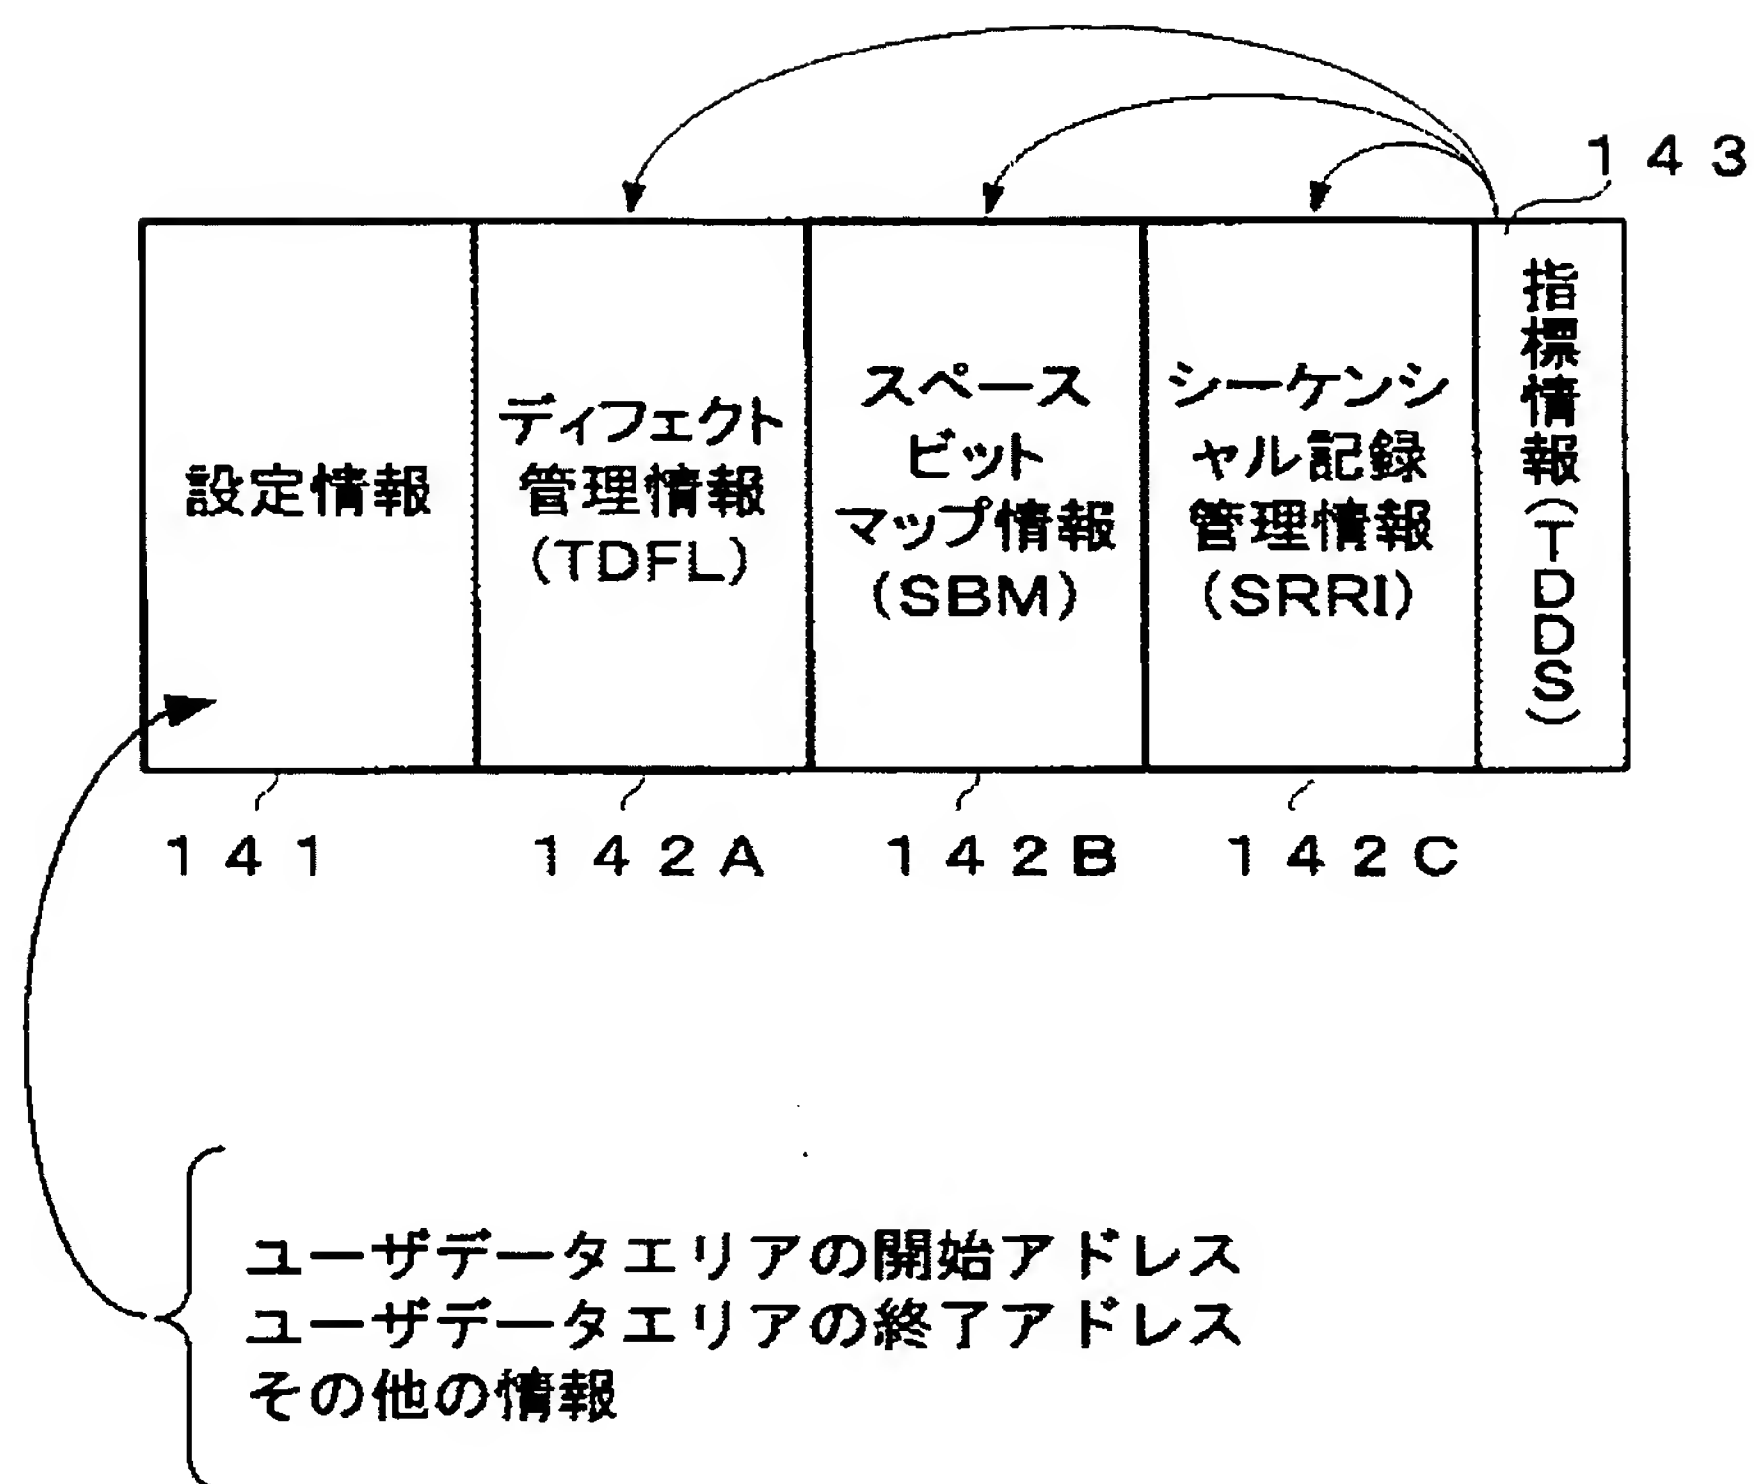 １４３
設定情報
ディフェクト
管理情報
(TDFL)
スペース
ビット
マップ情報
(SBM)
シーケンシ
ャル記録
管理情報
(SRRI)
指標情報(TDDS)
１４１
１４２A
１４２B
１４２C
ユーザデータエリアの開始アドレス
ユーザデータエリアの終了アドレス
その他の情報